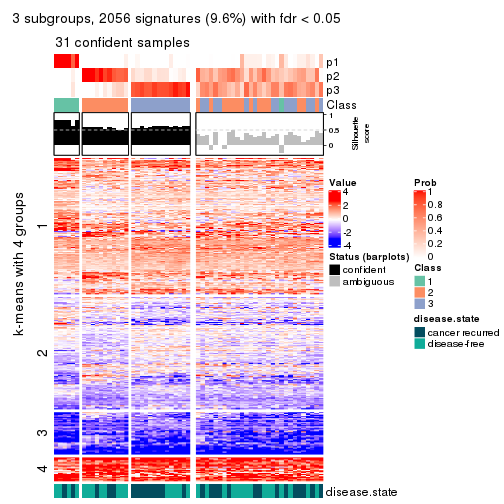 3 subgroups, 2056 signatures (9.6%) with fdr < 0.05
31 confident samples
p1
p2
p3
Class
1
0.5
0
Silhouette
score
k-means with 4 groups
1
2
3
4
disease.state
Value
4
2
0
-2
-4
Status (barplots)
confident
ambiguous
Prob
1
0.8
0.6
0.4
0.2
0
Class
1
2
3
disease.state
cancer recurred
disease-free